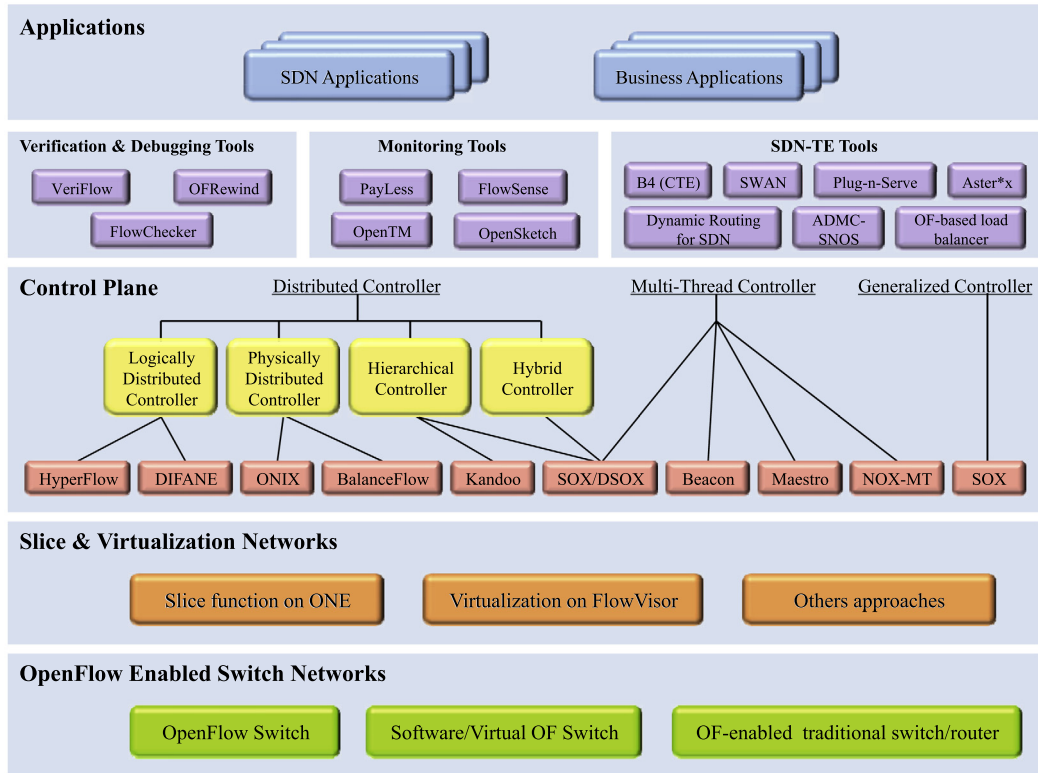 Applications
SDN Applications
Business Applications
Verification & Debugging Tools
VeriFlow
OFRewind
FlowChecker
Monitoring Tools
PayLess
FlowSense
OpenTM
OpenSketch
SDN-TE Tools
B4 (CTE)
SWAN
Plug-n-Serve
Aster*x
Dynamic Routing
for SDN
ADMC-
SNOS
OF-based load
balancer
Control Plane
Distributed Controller
Multi-Thread Controller
Generalized Controller
Logically
Distributed
Controller
Physically
Distributed
Controller
Hierarchical
Controller
Hybrid
Controller
HyperFlow
DIFANE
ONIX
BalanceFlow
Kandoo
SOX/DSOX
Beacon
Maestro
NOX-MT
SOX
Slice & Virtualization Networks
Slice function on ONE
Virtualization on FlowVisor
Others approaches
OpenFlow Enabled Switch Networks
OpenFlow Switch
Software/Virtual OF Switch
OF-enabled traditional switch/router